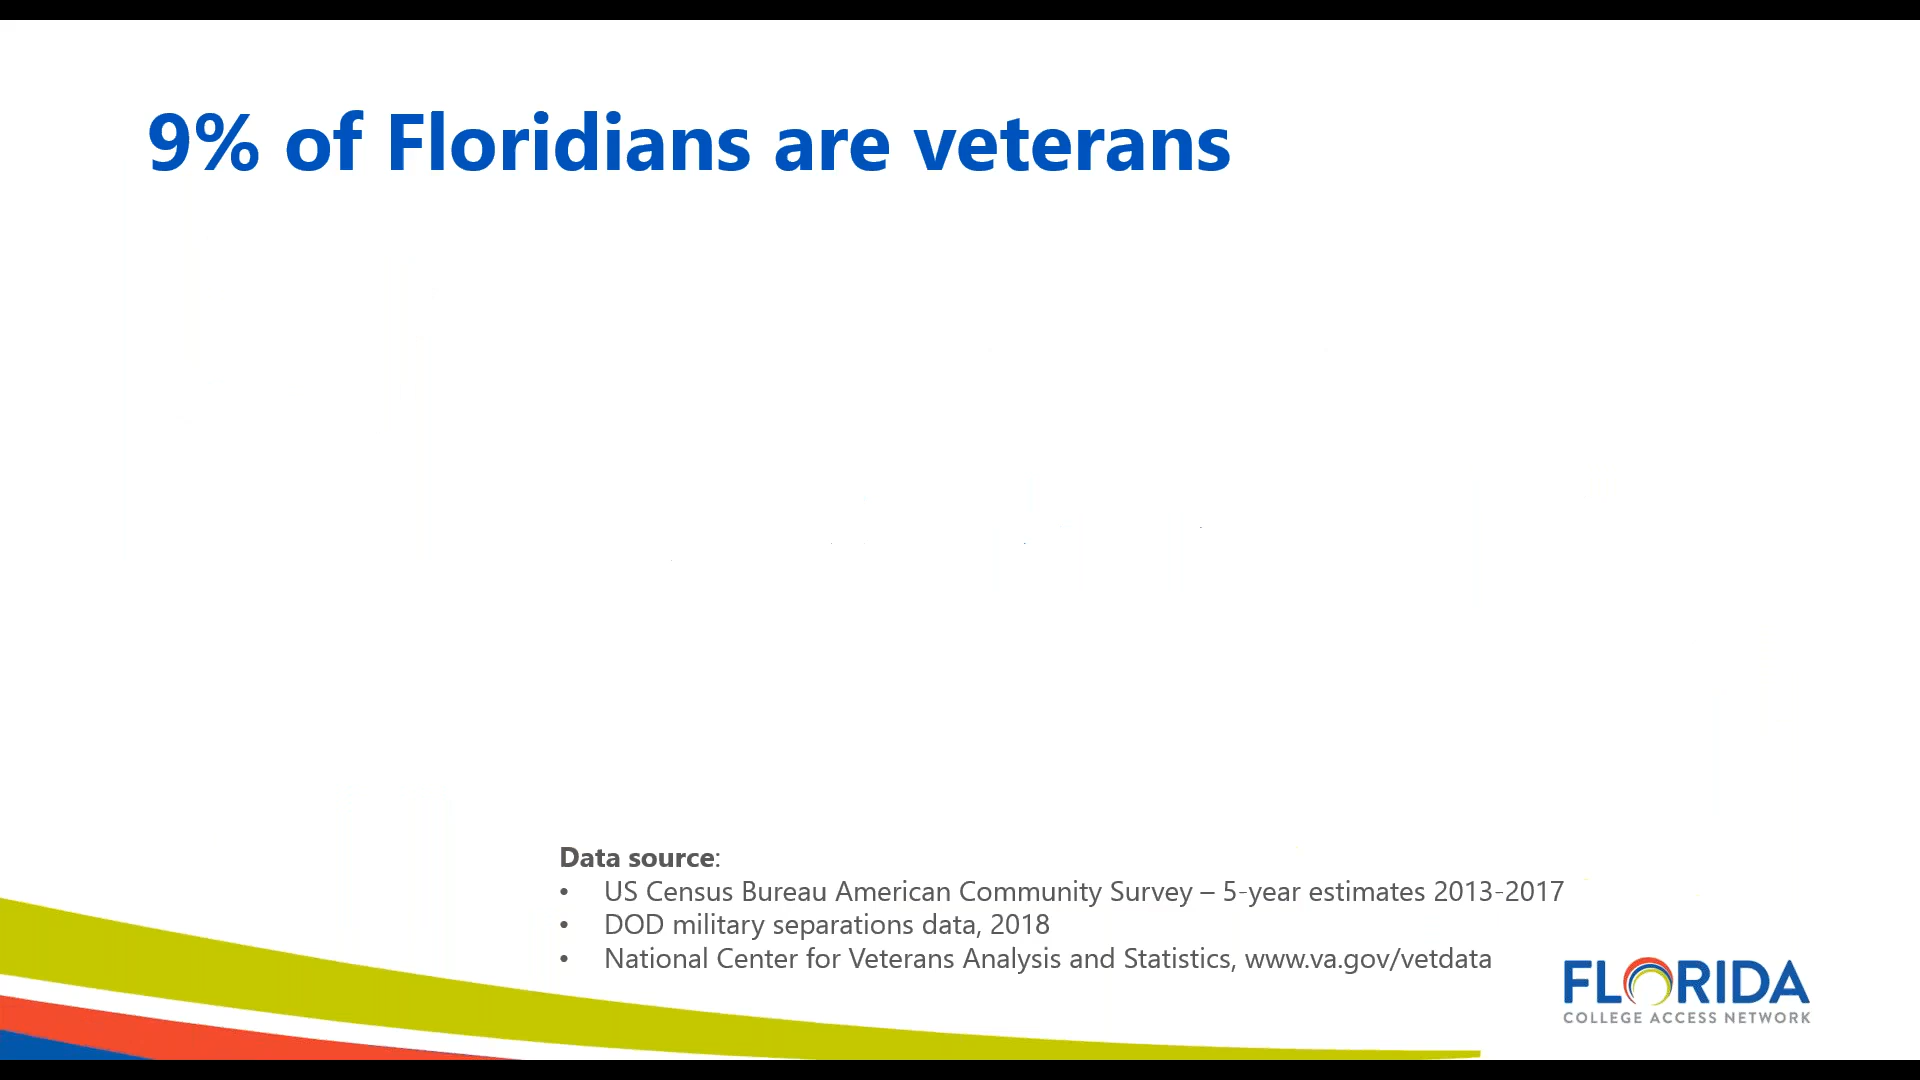 9% of Floridians are veterans
Data source:
• US Census Bureau American Community Survey – 5-year estimates 2013-2017
• DOD military separations data, 2018
• National Center for Veterans Analysis and Statistics, www.va.gov/vetdata
FLORIDA
COLLEGE ACCESS NETWORK